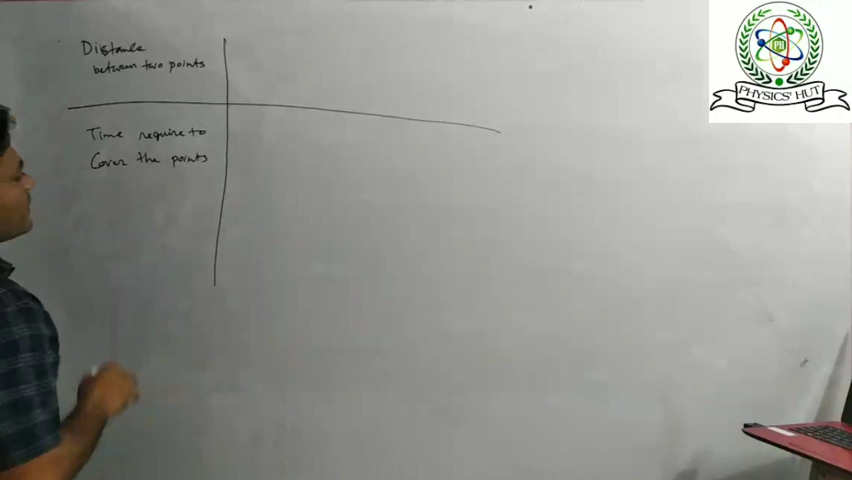 Distance
between two points
Time require to
Cover the points
PH
PHYSICS' HUT